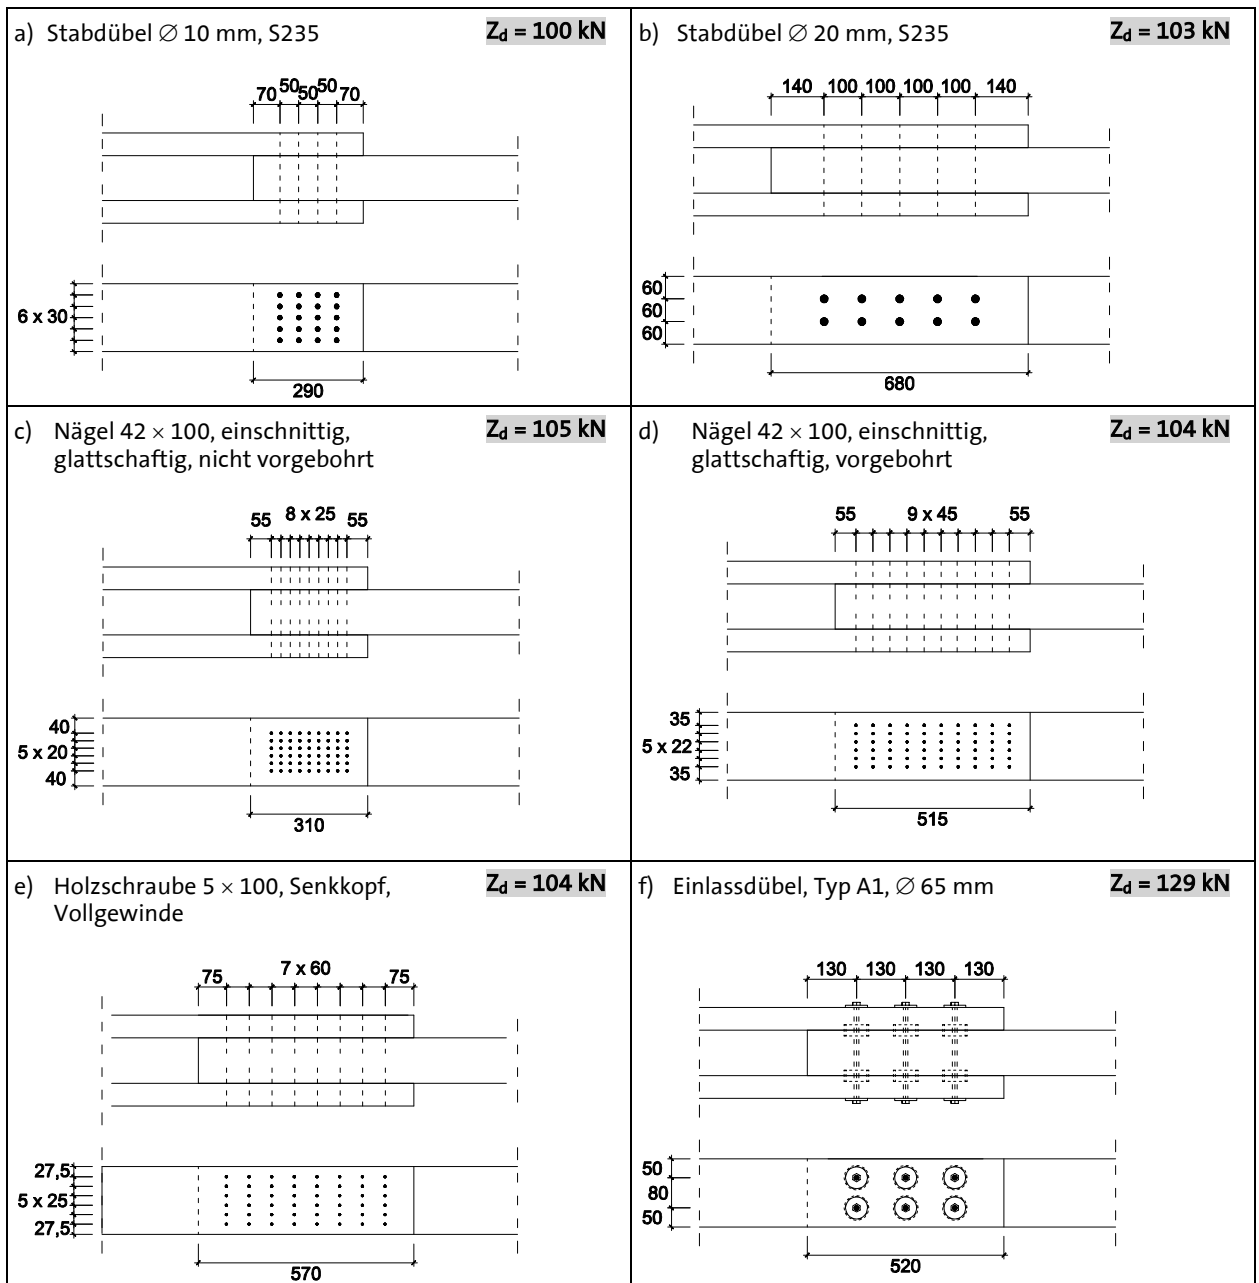 a) Stabdübel ∅ 10 mm, S235
Z_d = 100 kN
50 50
70 50 70
6 x 30
290
b) Stabdübel ∅ 20 mm, S235
Z_d = 103 kN
140 100 100 100 100 140
60
60
60
680
c) Nägel 42 × 100, einschnittig,
glattschaftig, nicht vorgebohrt
Z_d = 105 kN
55 8 x 25 55
40
5 x 20
40
310
d) Nägel 42 × 100, einschnittig,
glattschaftig, vorgebohrt
Z_d = 104 kN
55 9 x 45 55
35
5 x 22
35
515
e) Holzschraube 5 × 100, Senkkopf,
Vollgewinde
Z_d = 104 kN
75 7 x 60 75
27,5
5 x 25
27,5
570
f) Einlassdübel, Typ A1, ∅ 65 mm
Z_d = 129 kN
130 130 130 130
50
80
50
520